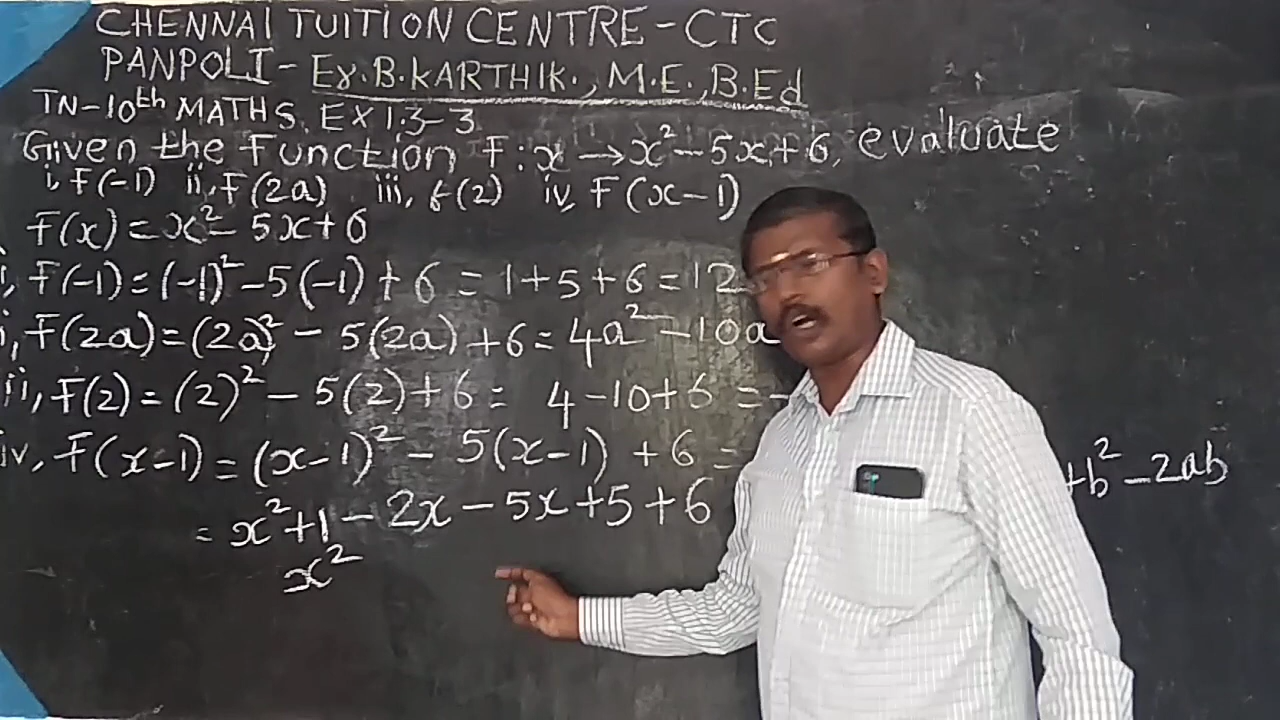 CHENNAI TUITION CENTRE-CTC
PANPOLI - Er.B.KARTHIK., M.E., B.Ed
TN-10th MATHS. EX 1.3-3
Given the Function f:x → x²-5x+6, evaluate
i, F(-1) ii, F(2a) iii, f(2) iv, F(x-1)
F(x) = x²-5x+6
i, F(-1) = (-1)²-5(-1)+6 = 1+5+6 = 12
i, F(2a) = (2a)² - 5(2a)+6 = 4a²-10a
ii, F(2) = (2)² - 5(2)+6 = 4-10+6 = -
iv, F(x-1) = (x-1)² - 5(x-1)+6 = +b²-2ab
= x²+1-2x-5x+5+6
x²